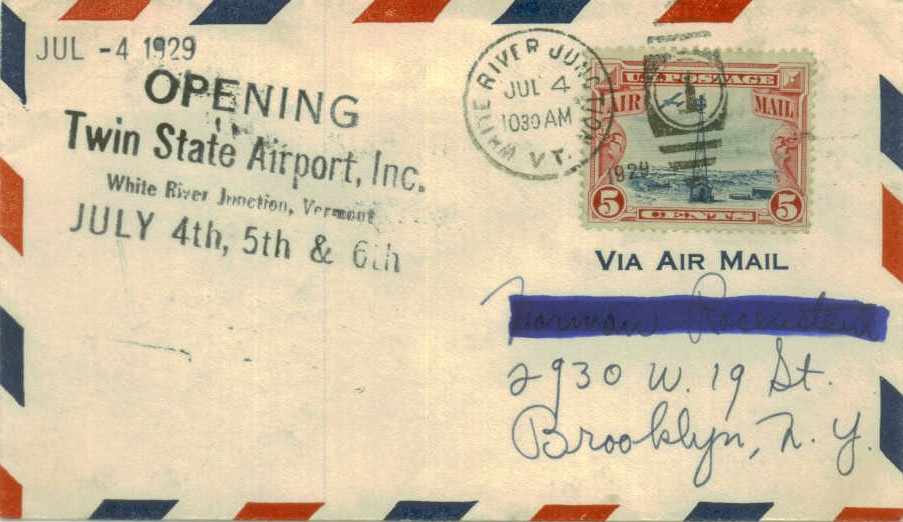 JUL -4 1929
OPENING
Twin State Airport, Inc.
White River Junction, Vermont
JULY 4th, 5th & 6th
WHITE RIVER JUNCTION
JUL 4
1030 AM
VT.
1929
1
U.S. POSTAGE
AIR MAIL
5 CENTS 5
VIA AIR MAIL
2930 W. 19 St.
Brooklyn, N. Y.